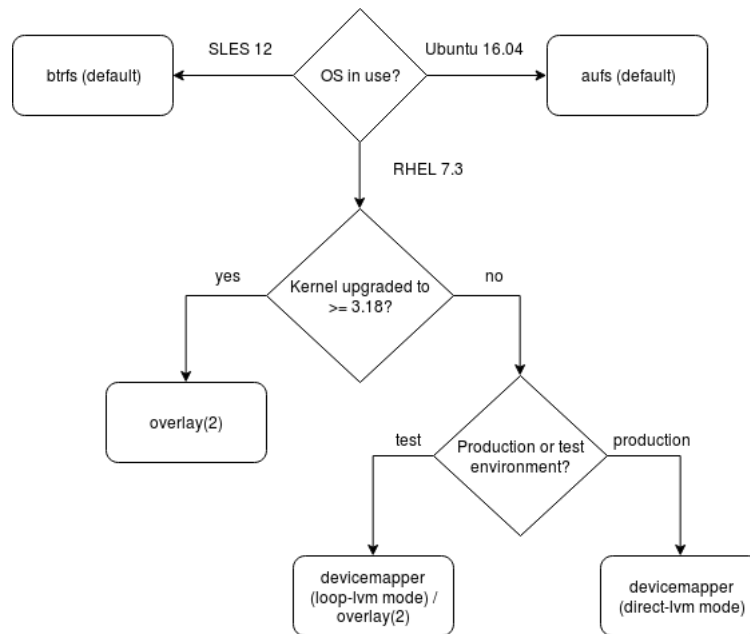 SLES 12
Ubuntu 16.04
btrfs (default)
OS in use?
aufs (default)
RHEL 7.3
yes
no
Kernel upgraded to
>= 3.18?
overlay(2)
test
production
Production or test
environment?
devicemapper
(loop-lvm mode) /
overlay(2)
devicemapper
(direct-lvm mode)